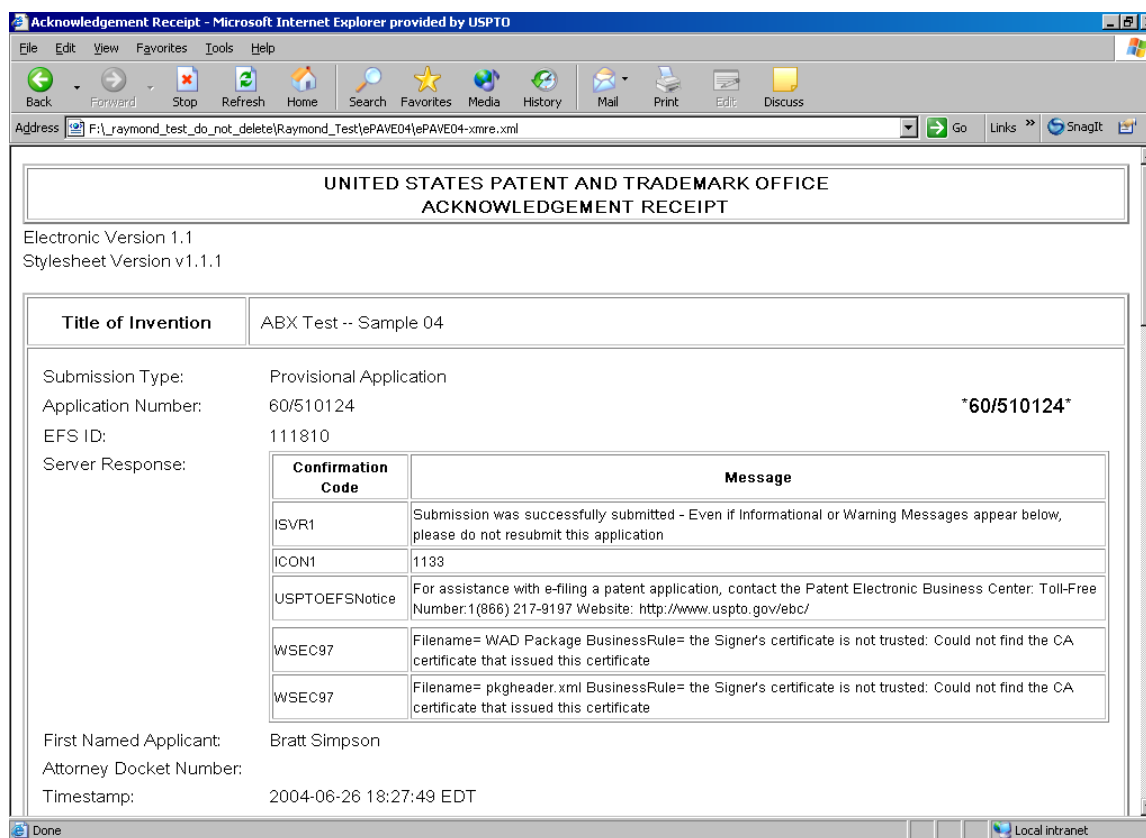 Acknowledgement Receipt - Microsoft Internet Explorer provided by USPTO
File Edit View Favorites Tools Help
Back Forward Stop Refresh Home Search Favorites Media History Mail Print Edit Discuss
Address F:\_raymond_test_do_not_delete\Raymond_Test\ePAVE04\ePAVE04-xmre.xml Go Links » SnagIt
UNITED STATES PATENT AND TRADEMARK OFFICE
ACKNOWLEDGEMENT RECEIPT
Electronic Version 1.1
Stylesheet Version v1.1.1
Title of Invention ABX Test -- Sample 04
Submission Type: Provisional Application
Application Number: 60/510124 *60/510124*
EFS ID: 111810
Server Response:
Confirmation
Code
Message
ISVR1
Submission was successfully submitted - Even if Informational or Warning Messages appear below,
please do not resubmit this application
ICON1 1133
USPTOEFSNotice
For assistance with e-filing a patent application, contact the Patent Electronic Business Center: Toll-Free
Number:1(866) 217-9197 Website: http://www.uspto.gov/ebc/
WSEC97
Filename= WAD Package BusinessRule= the Signer's certificate is not trusted: Could not find the CA
certificate that issued this certificate
WSEC97
Filename= pkgheader.xml BusinessRule= the Signer's certificate is not trusted: Could not find the CA
certificate that issued this certificate
First Named Applicant: Bratt Simpson
Attorney Docket Number:
Timestamp: 2004-06-26 18:27:49 EDT
Done Local intranet